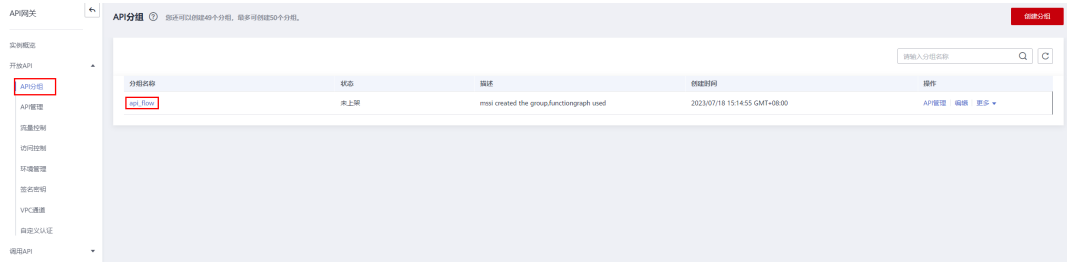 API网关
API分组 您还可以创建49个分组，最多可创建50个分组。
创建分组
实例概览
开放API
API分组
API管理
流量控制
访问控制
环境管理
签名密钥
VPC通道
自定义认证
调用API
请输入分组名称
分组名称 状态 描述 创建时间 操作
api_flow 未上架 mssi created the group,functiongraph used 2023/07/18 15:14:55 GMT+08:00 API管理 编辑 更多